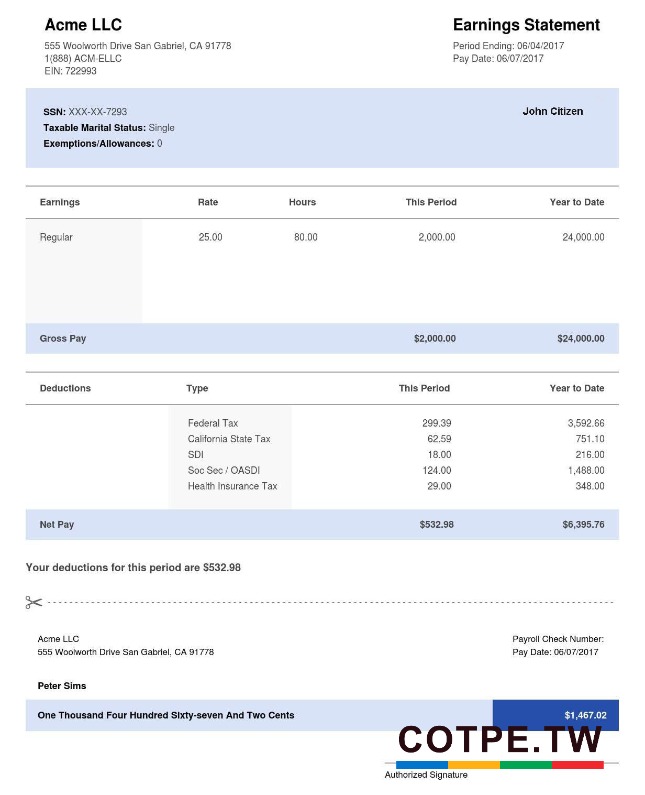 Acme LLC
Earnings Statement
555 Woolworth Drive San Gabriel, CA 91778
Period Ending: 06/04/2017
1(888) ACM-ELLC
Pay Date: 06/07/2017
EIN: 722993
SSN: XXX-XX-7293
John Citizen
Taxable Marital Status: Single
Exemptions/Allowances: 0
Earnings Rate Hours This Period Year to Date
Regular 25.00 80.00 2,000.00 24,000.00
Gross Pay $2,000.00 $24,000.00
Deductions Type This Period Year to Date
Federal Tax 299.39 3,592.66
California State Tax 62.59 751.10
SDI 18.00 216.00
Soc Sec / OASDI 124.00 1,488.00
Health Insurance Tax 29.00 348.00
Net Pay $532.98 $6,395.76
Your deductions for this period are $532.98
Acme LLC Payroll Check Number:
555 Woolworth Drive San Gabriel, CA 91778 Pay Date: 06/07/2017
Peter Sims
One Thousand Four Hundred Sixty-seven And Two Cents $1,467.02
COTPE.TW
Authorized Signature